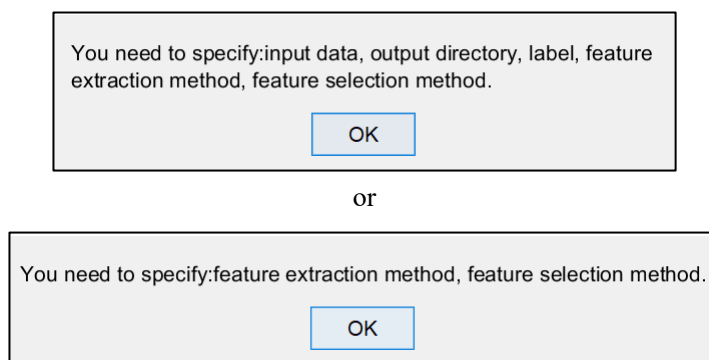 You need to specify:input data, output directory, label, feature
extraction method, feature selection method.
OK
or
You need to specify:feature extraction method, feature selection method.
OK